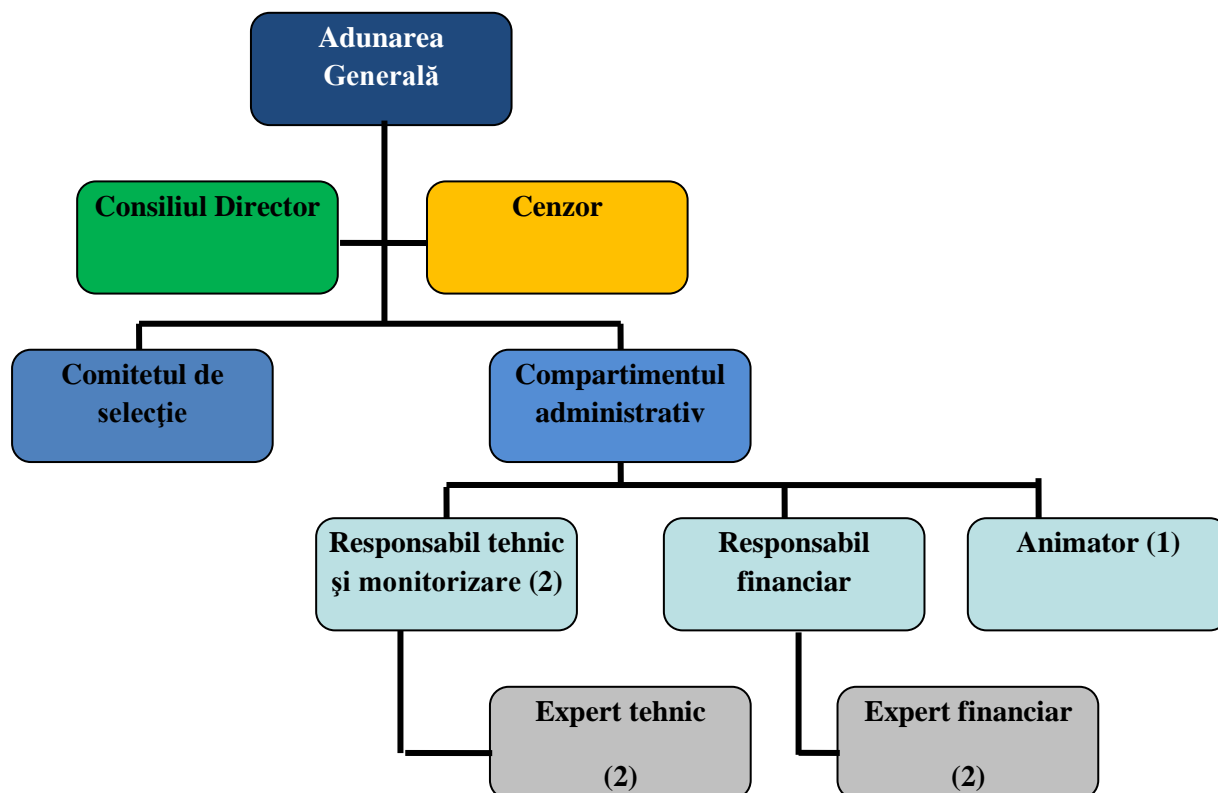 Adunarea
Generală
Consiliul Director
Cenzor
Comitetul de
selecţie
Compartimentul
administrativ
Responsabil tehnic
şi monitorizare (2)
Responsabil
financiar
Animator (1)
Expert tehnic
(2)
Expert financiar
(2)